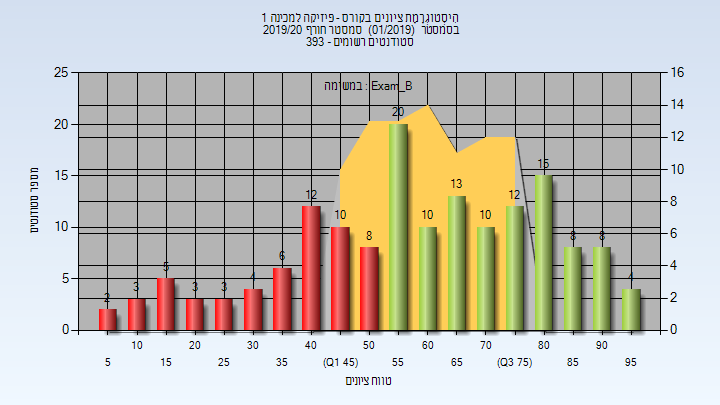 היסטוגרמת ציונים בקורס - פיזיקה למכינה 1
בסמסטר (01/2019) סמסטר חורף 2019/20
סטודנטים רשומים - 393
במשימה : Exam_B
מספר סטודנטים
25 20 15 10 5 0
16 14 12 10 8 6 4 2 0
2 3 5 3 3 4 6 12 10 8 20 10 13 10 12 15 8 8 4
10 20 30 40 50 60 70 80 90
5 15 25 35 (Q1 45) 55 65 (Q3 75) 85 95
טווח ציונים